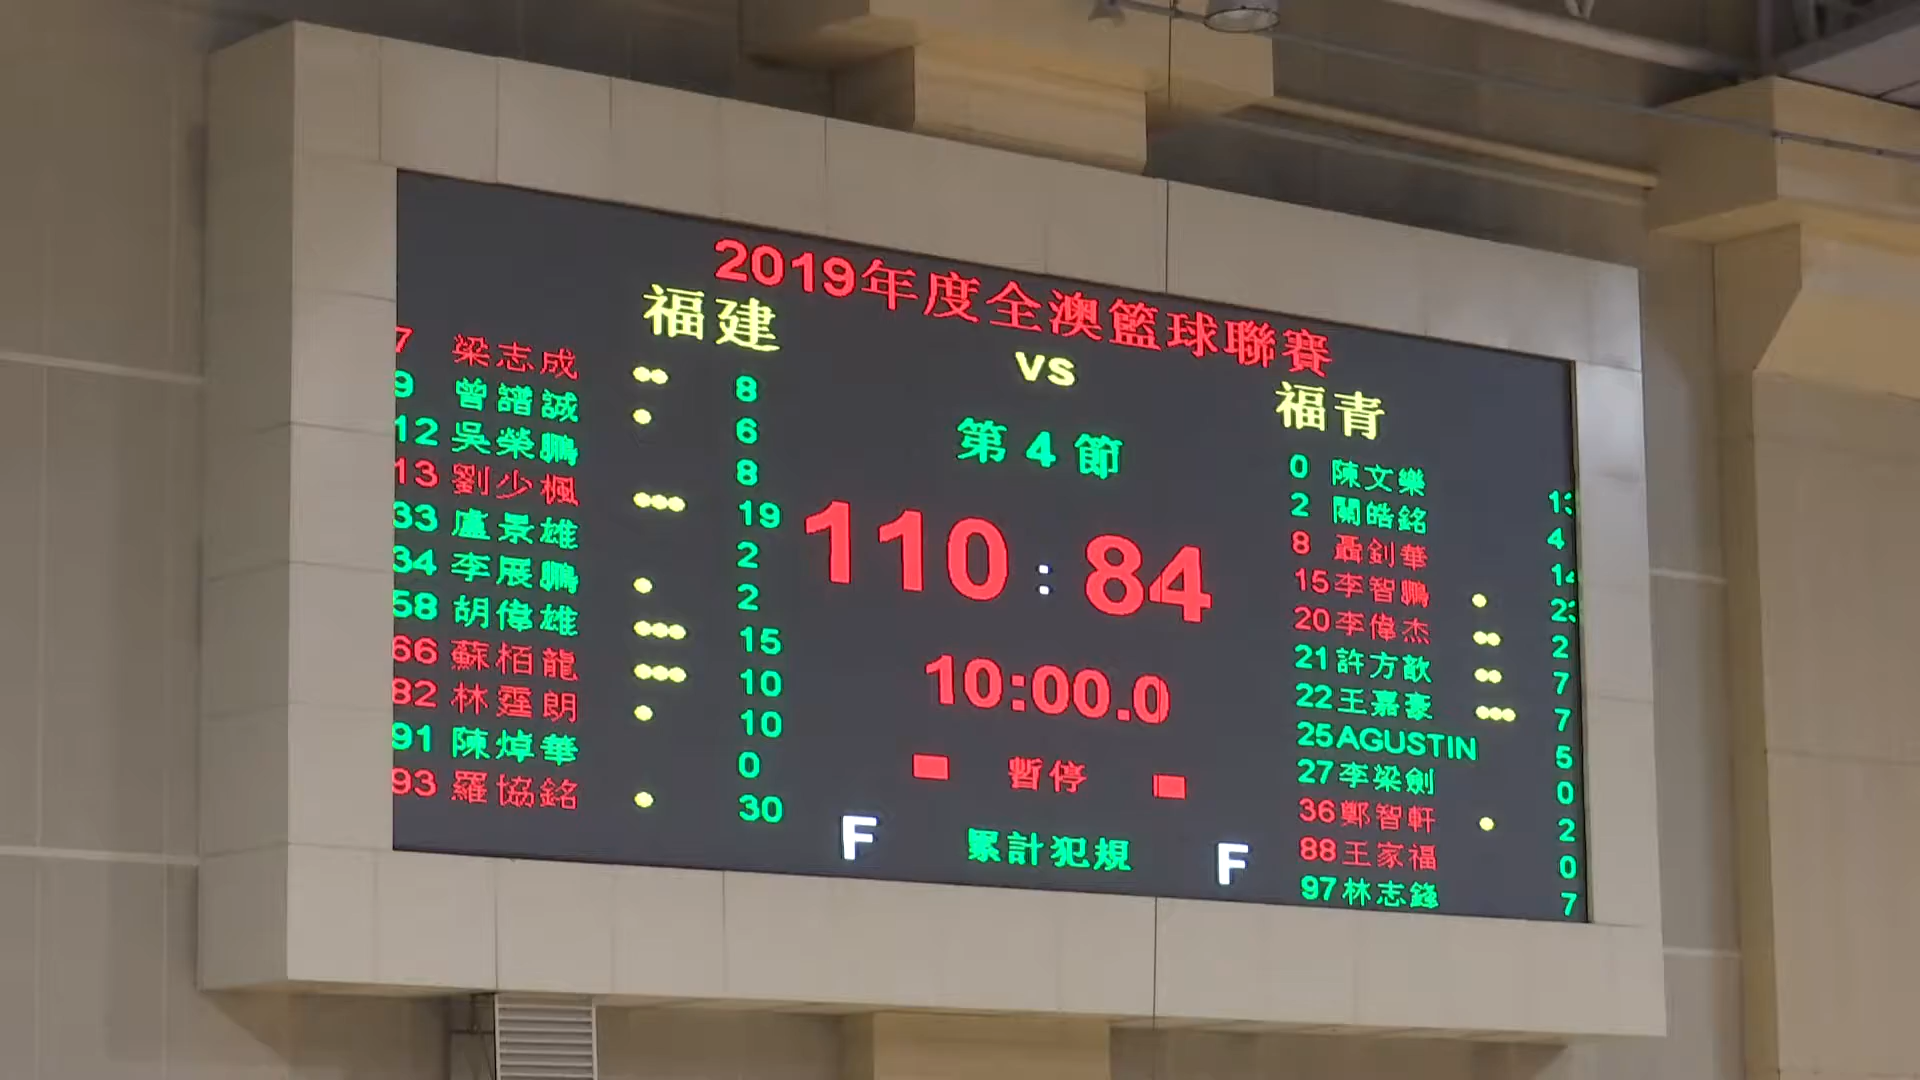 2019年度全澳籃球聯賽
福建 VS 福青
第4節
110:84
10:00.0
暫停
F 累計犯規 F
7 梁志成 8
9 曾譜誠 6
12 吳榮鵬 8
13 劉少楓 19
33 盧景雄 2
34 李展鵬 2
58 胡偉雄 15
66 蘇栢龍 10
82 林霆朗 10
91 陳焯華 0
93 羅協銘 30
0 陳文樂 13
2 關皓銘 4
8 聶釗華 14
15 李智鵬 23
20 李偉杰 2
21 許方歆 7
22 王嘉豪 7
25 AGUSTIN 5
27 李梁劍 0
36 鄭智軒 2
88 王家福 0
97 林志鋒 7